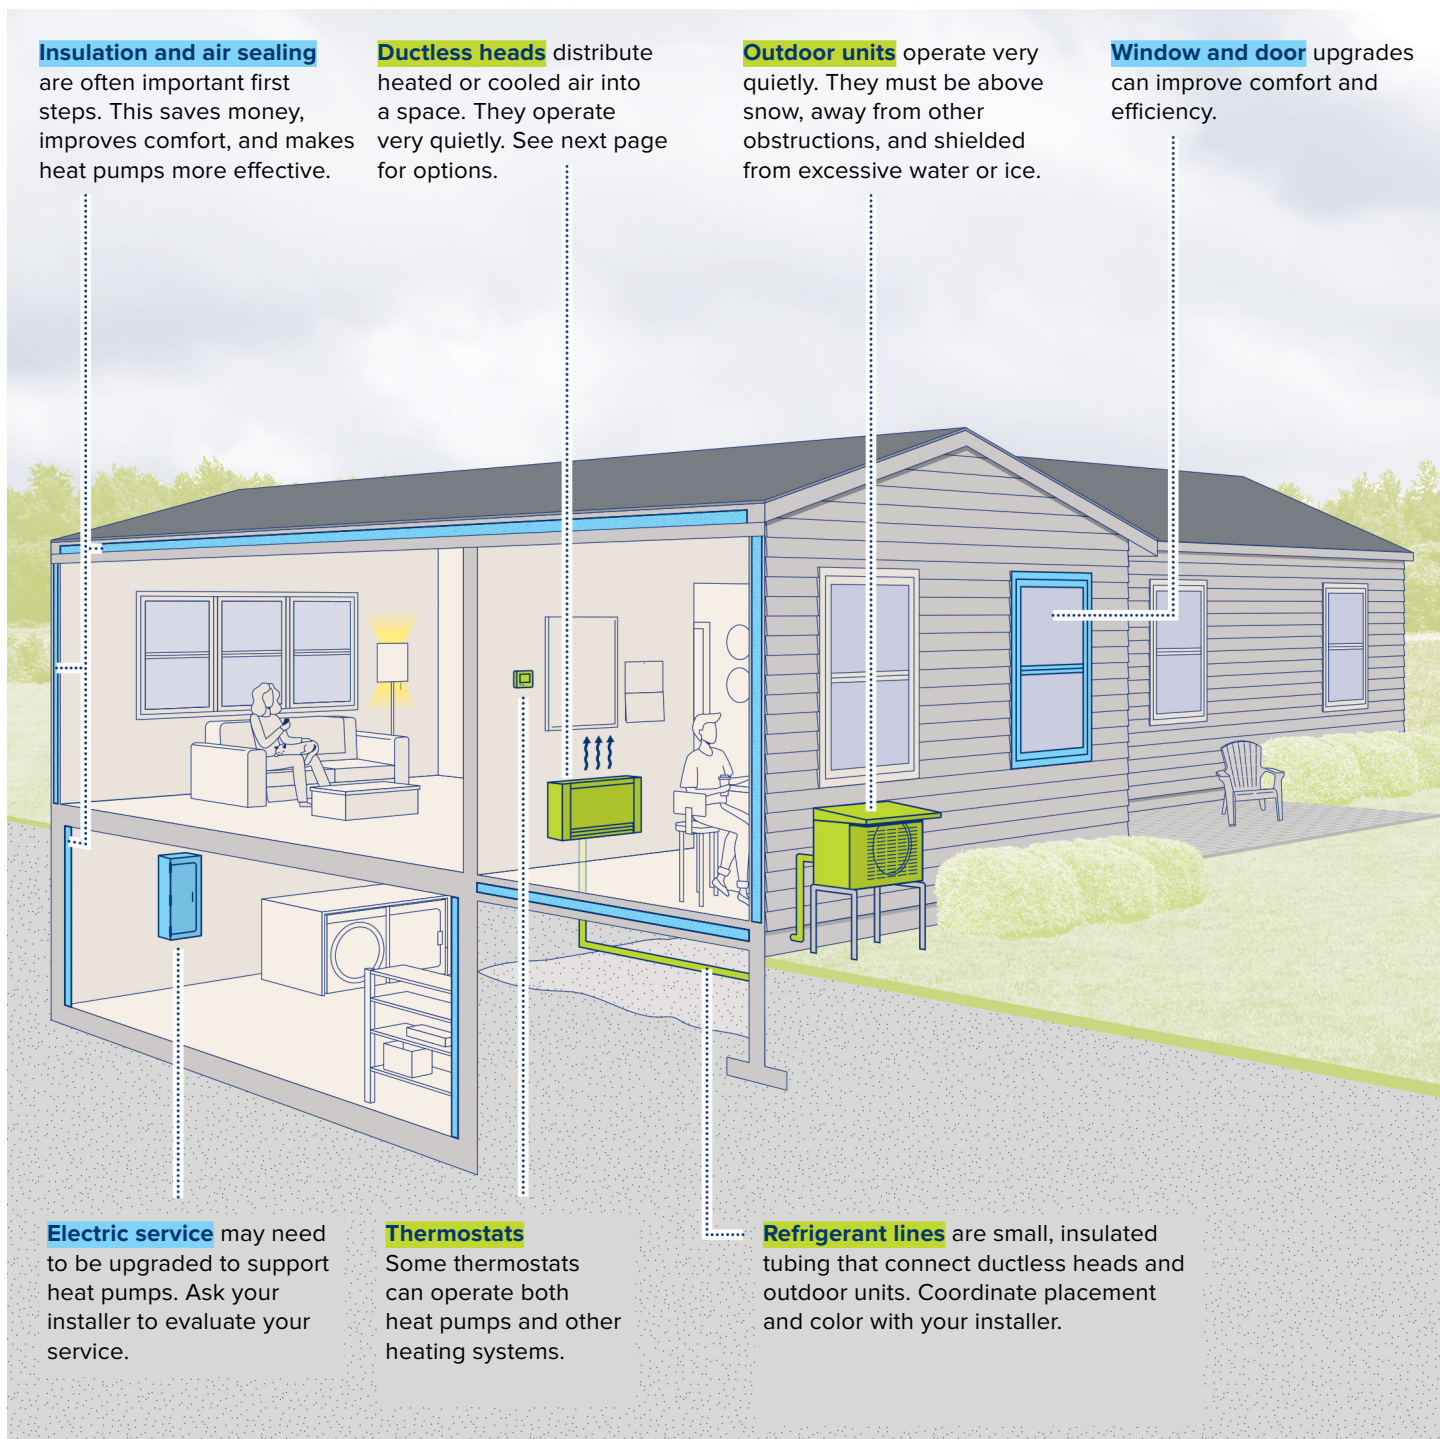 Insulation and air sealing
are often important first
steps. This saves money,
improves comfort, and makes
heat pumps more effective.
Ductless heads distribute
heated or cooled air into
a space. They operate
very quietly. See next page
for options.
Outdoor units operate very
quietly. They must be above
snow, away from other
obstructions, and shielded
from excessive water or ice.
Window and door upgrades
can improve comfort and
efficiency.
Electric service may need
to be upgraded to support
heat pumps. Ask your
installer to evaluate your
service.
Thermostats
Some thermostats
can operate both
heat pumps and other
heating systems.
Refrigerant lines are small, insulated
tubing that connect ductless heads and
outdoor units. Coordinate placement
and color with your installer.